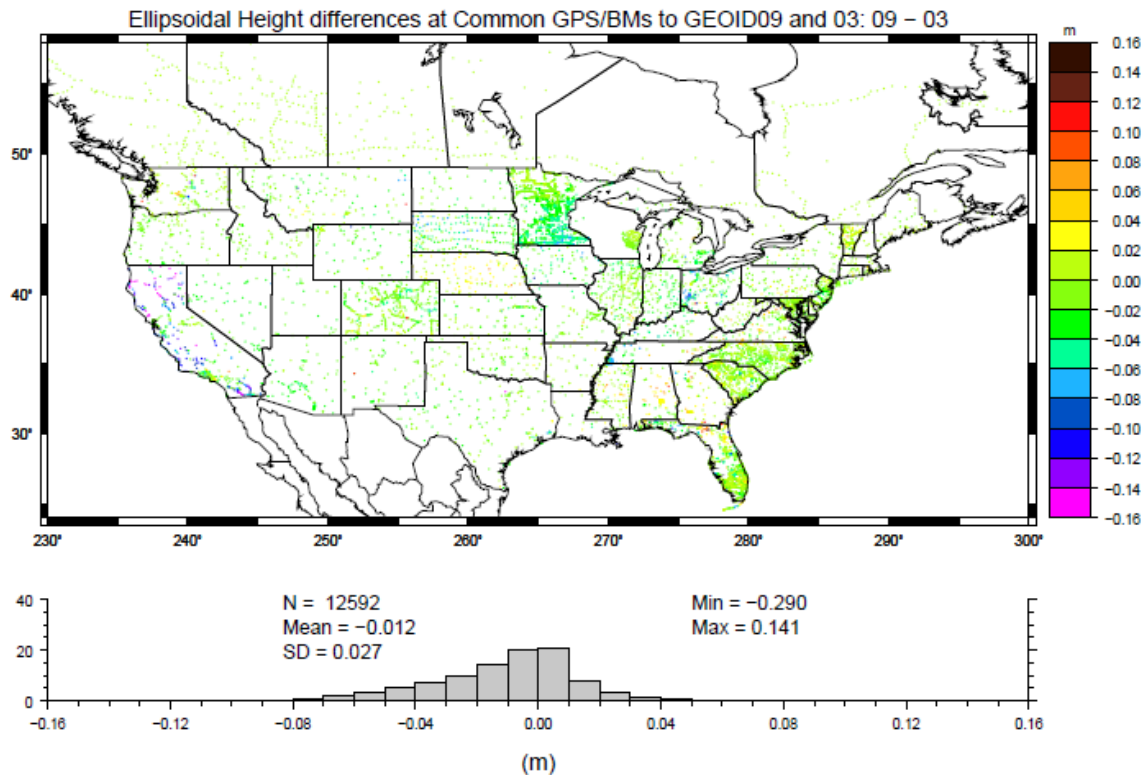 Ellipsoidal Height differences at Common GPS/BMs to GEOID09 and 03: 09 − 03
m
0.16
0.14
0.12
0.10
0.08
0.06
0.04
0.02
0.00
−0.02
−0.04
−0.06
−0.08
−0.10
−0.12
−0.14
−0.16
50°
40°
30°
230° 240° 250° 260° 270° 280° 290° 300°
40
20
0
N = 12592
Mean = −0.012
SD = 0.027
Min = −0.290
Max = 0.141
−0.16 −0.12 −0.08 −0.04 0.00 0.04 0.08 0.12 0.16
(m)